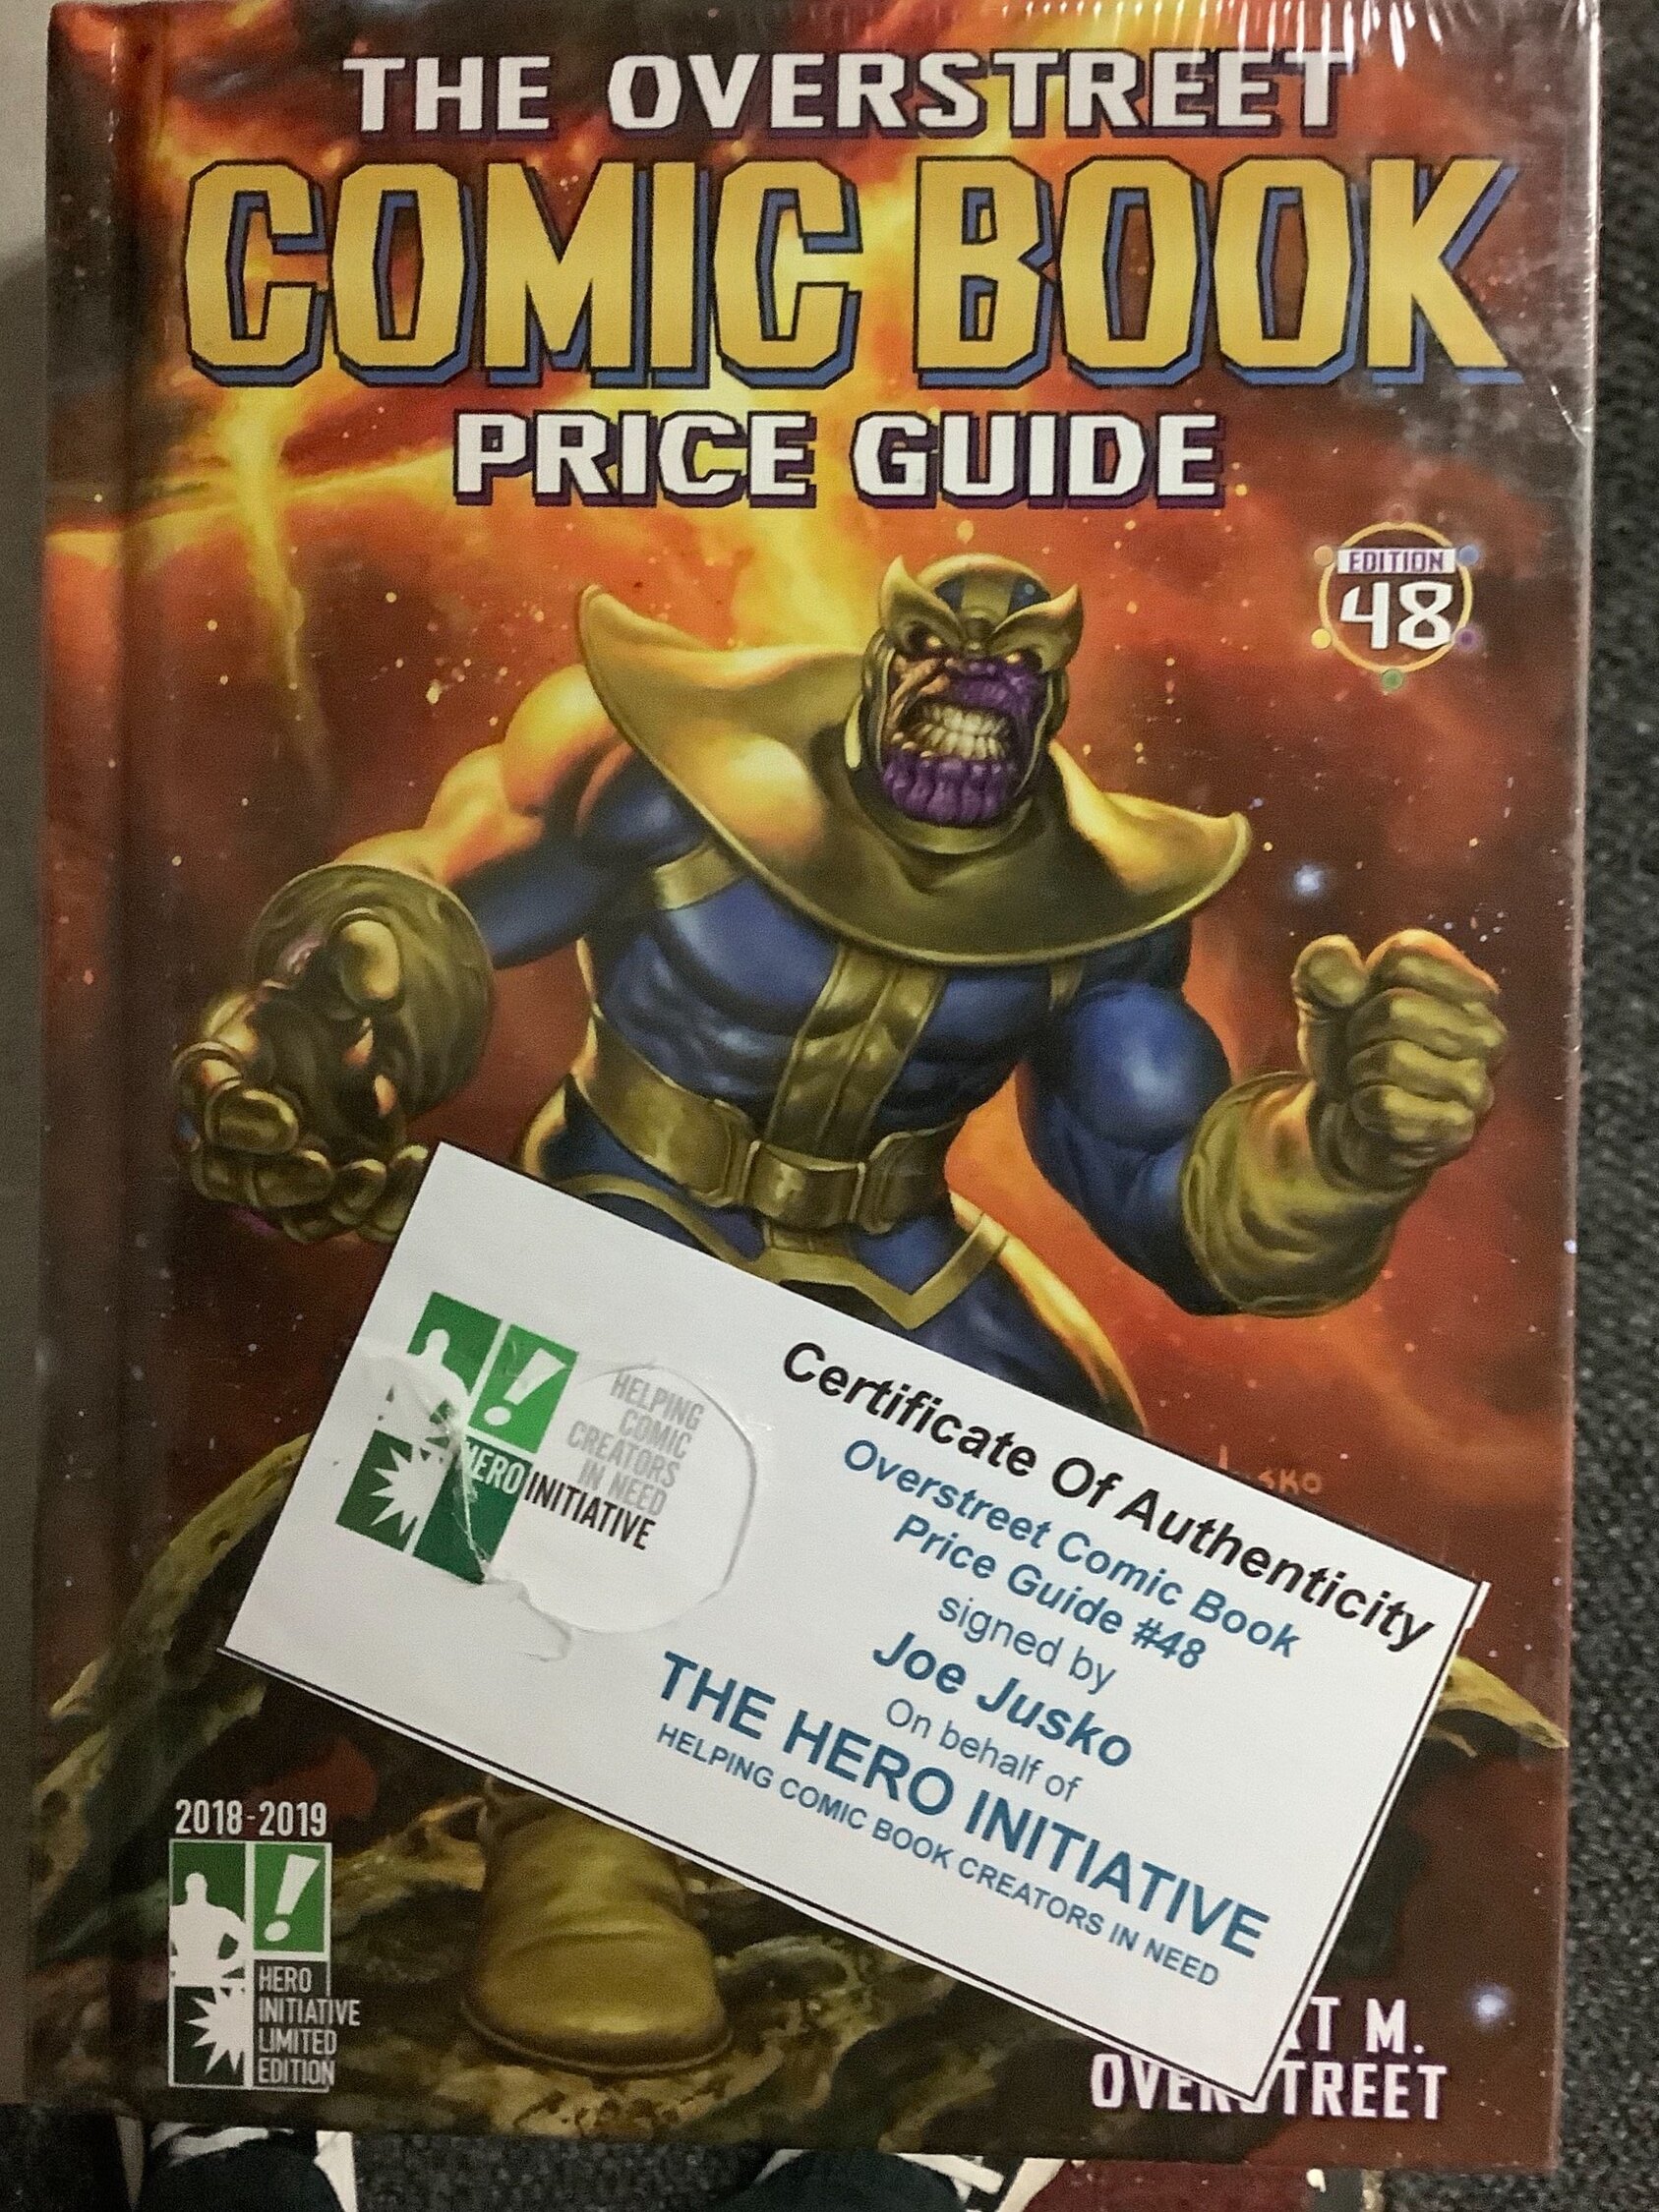 THE OVERSTREET
COMIC BOOK
PRICE GUIDE
EDITION
48
HELPING
COMIC
CREATORS
IN NEED
HERO INITIATIVE
Certificate Of Authenticity
Overstreet Comic Book
Price Guide #48
signed by
Joe Jusko
On behalf of
THE HERO INITIATIVE
HELPING COMIC BOOK CREATORS IN NEED
2018-2019
HERO
INITIATIVE
LIMITED
EDITION
M.
OVERSTREET